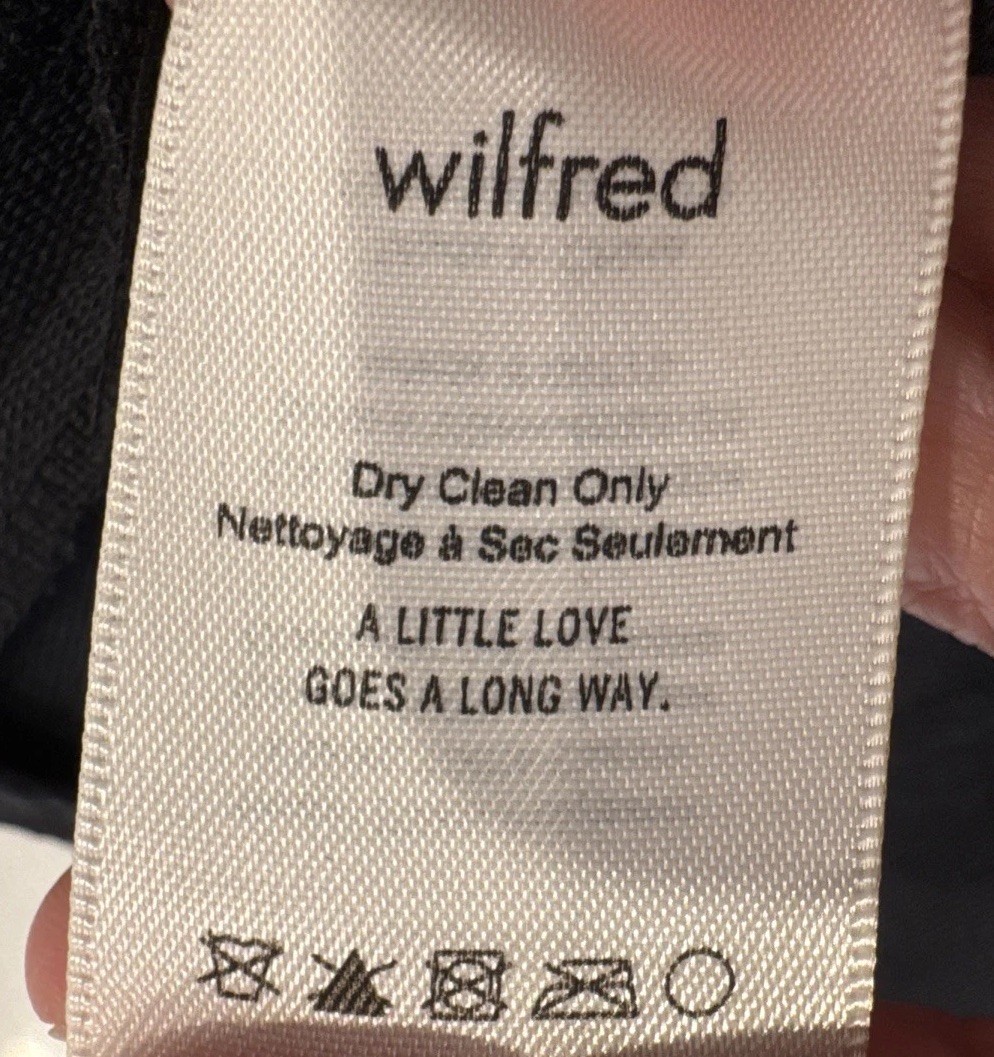 wilfred
Dry Clean Only
Nettoyage à Sec Seulement
A LITTLE LOVE
GOES A LONG WAY.